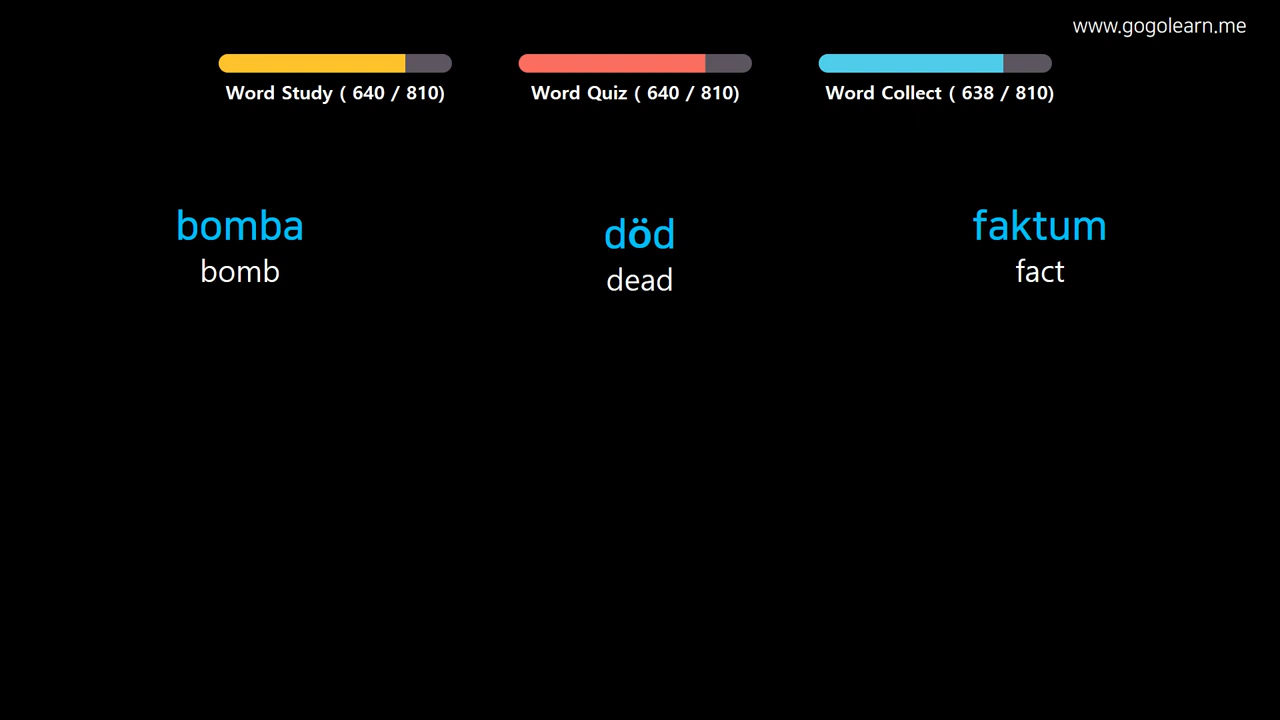 www.gogolearn.me
Word Study ( 640 / 810)
Word Quiz ( 640 / 810)
Word Collect ( 638 / 810)
bomba
bomb
död
dead
faktum
fact